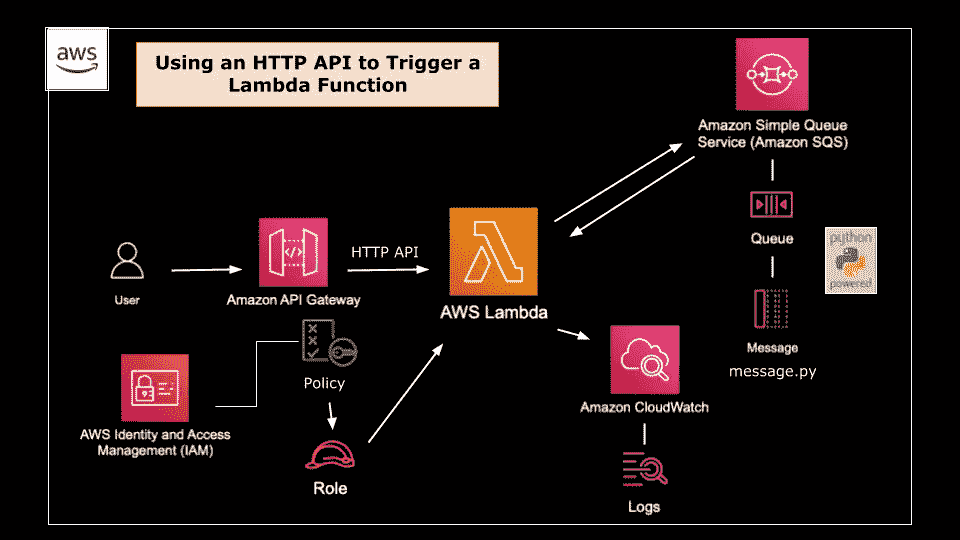 aws
Using an HTTP API to Trigger a
Lambda Function
Amazon Simple Queue
Service (Amazon SQS)
Queue
python
powered
Message
message.py
User
Amazon API Gateway
HTTP API
AWS Lambda
Policy
AWS Identity and Access
Management (IAM)
Role
Amazon CloudWatch
Logs